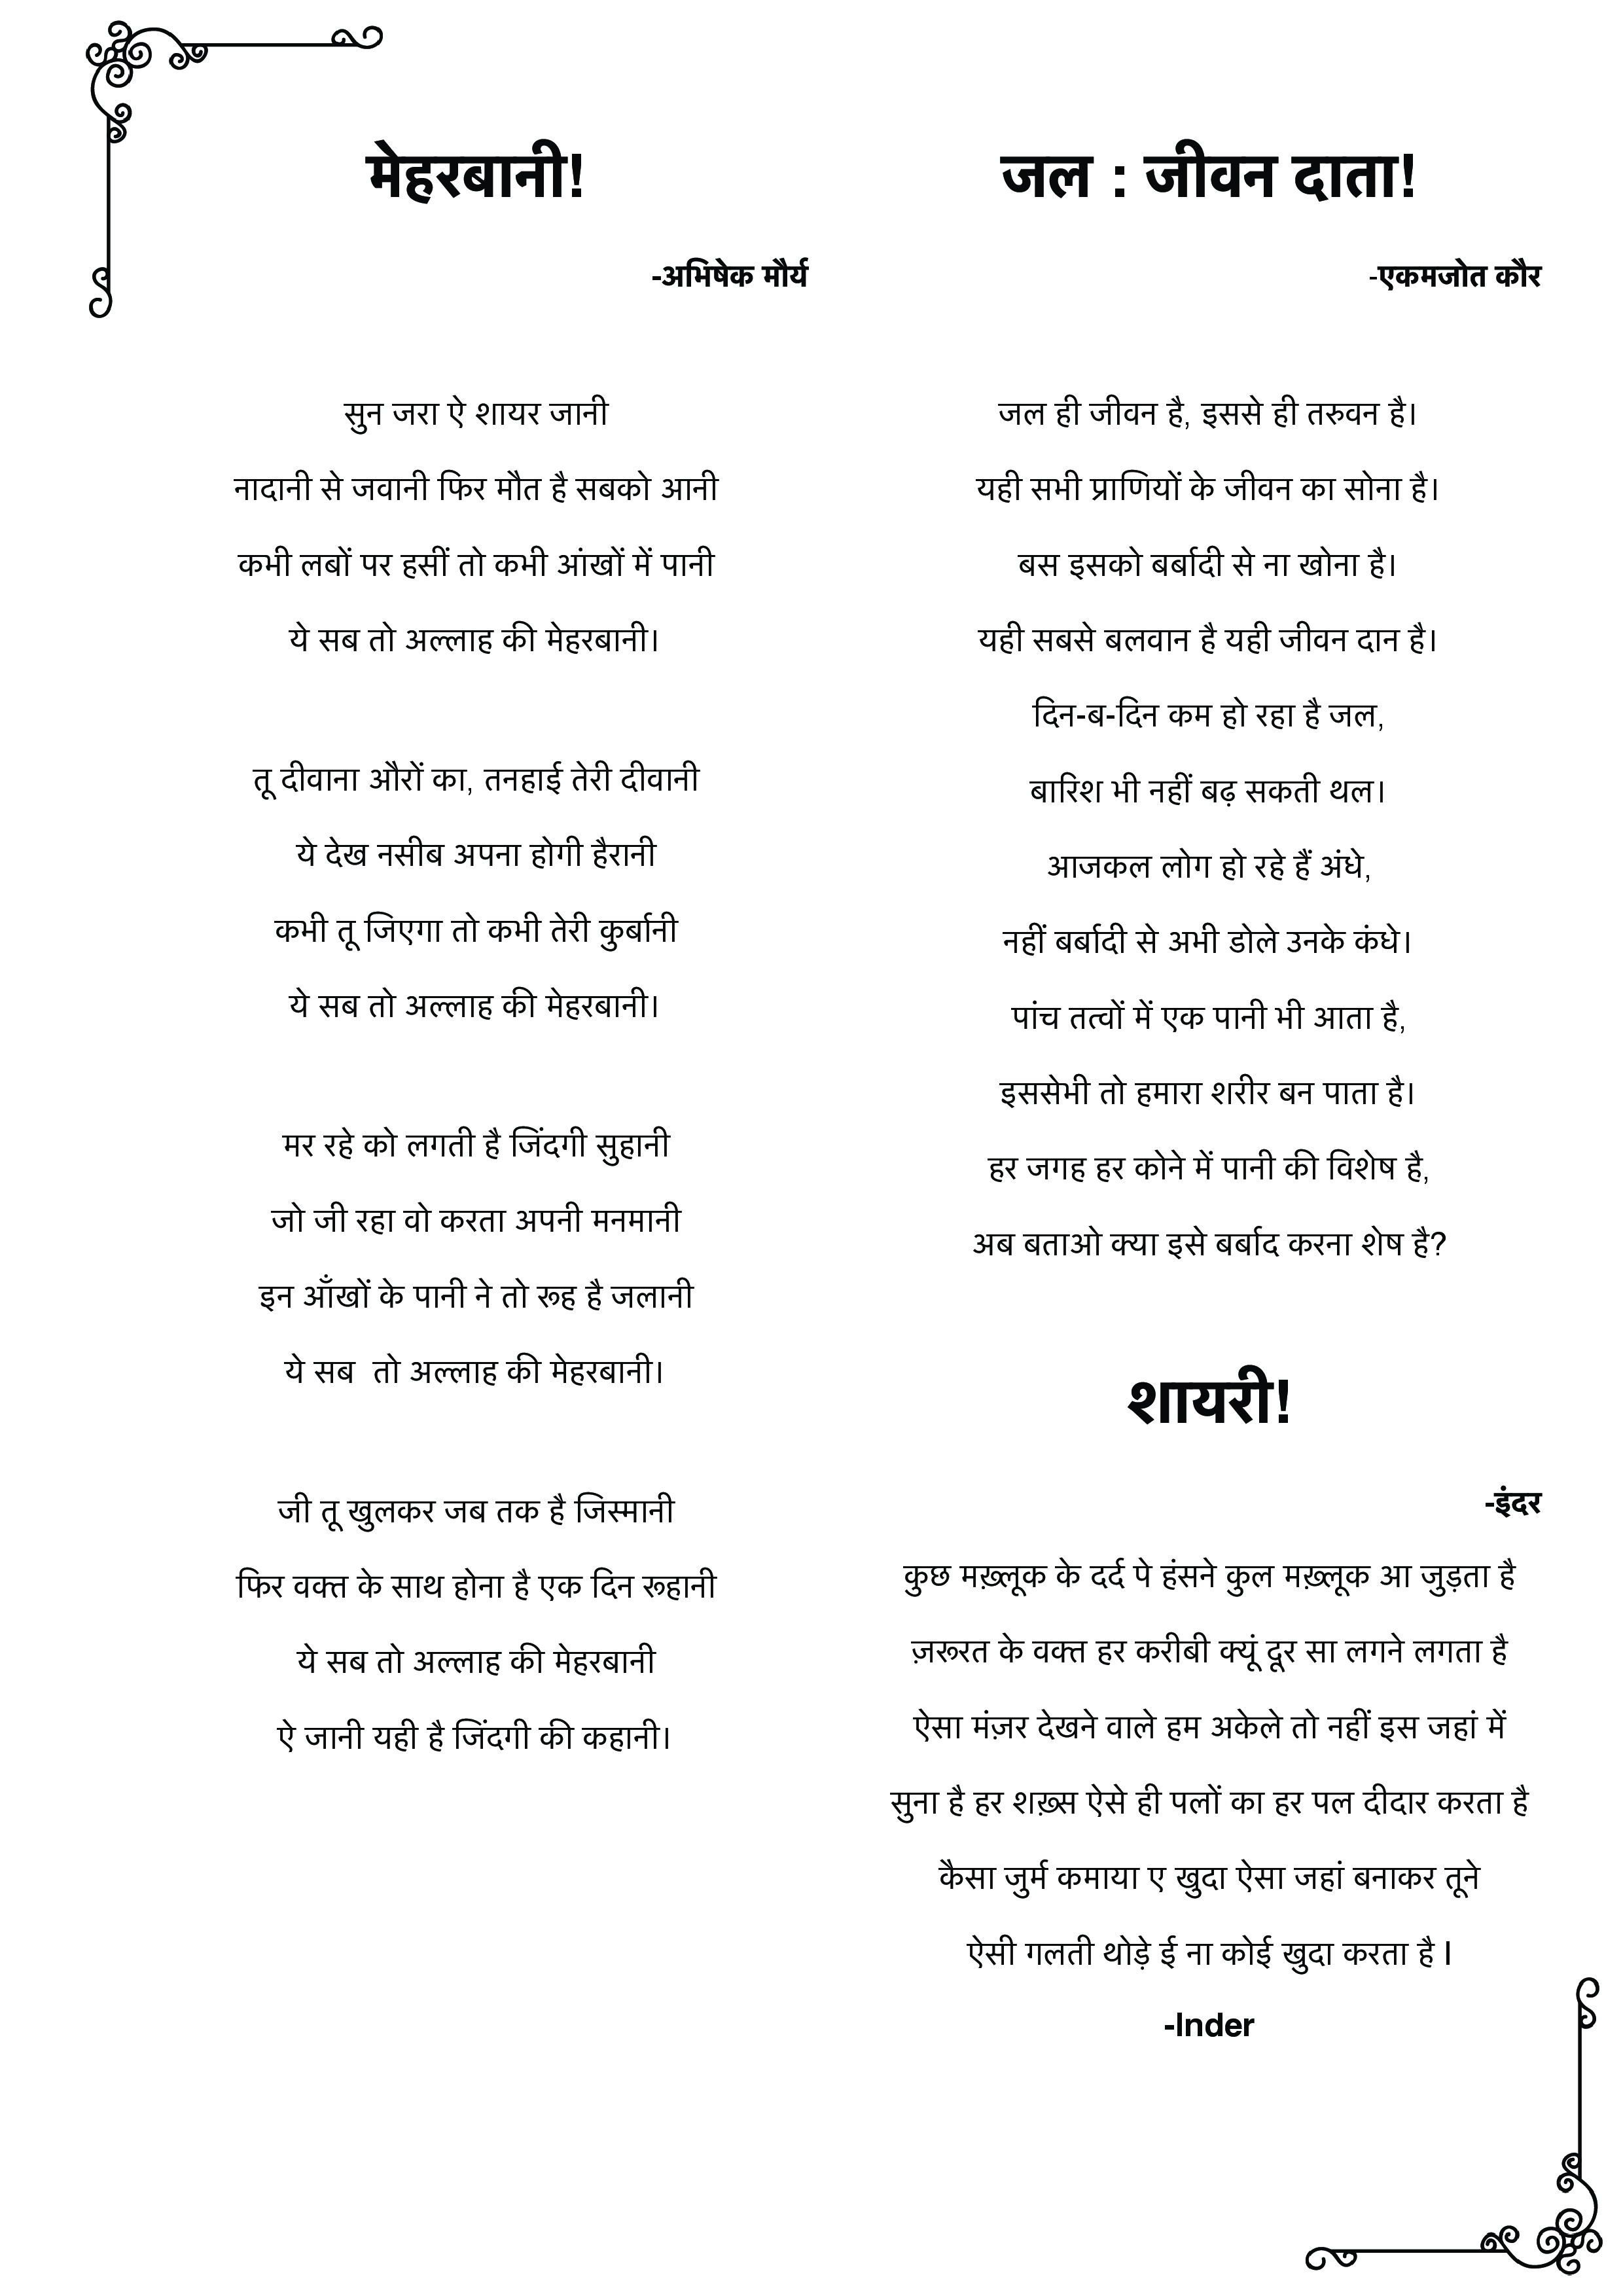 मेहरबानी!
-अभिषेक मौर्य
सुन जरा ऐ शायर जानी
नादानी से जवानी फिर मौत है सबको आनी
कभी लबों पर हसीं तो कभी आंखों में पानी
ये सब तो अल्लाह की मेहरबानी।
तू दीवाना औरों का, तनहाई तेरी दीवानी
ये देख नसीब अपना होगी हैरानी
कभी तू जिएगा तो कभी तेरी कुर्बानी
ये सब तो अल्लाह की मेहरबानी।
मर रहे को लगती है जिंदगी सुहानी
जो जी रहा वो करता अपनी मनमानी
इन आँखों के पानी ने तो रूह है जलानी
ये सब  तो अल्लाह की मेहरबानी।
जी तू खुलकर जब तक है जिस्मानी
फिर वक्त के साथ होना है एक दिन रूहानी
ये सब तो अल्लाह की मेहरबानी
ऐ जानी यही है जिंदगी की कहानी।
जल : जीवन दाता!
-एकमजोत कौर
जल ही जीवन है, इससे ही तरुवन है।
यही सभी प्राणियों के जीवन का सोना है।
बस इसको बर्बादी से ना खोना है।
यही सबसे बलवान है यही जीवन दान है।
दिन-ब-दिन कम हो रहा है जल,
बारिश भी नहीं बढ़ सकती थल।
आजकल लोग हो रहे हैं अंधे,
नहीं बर्बादी से अभी डोले उनके कंधे।
पांच तत्वों में एक पानी भी आता है,
इससेभी तो हमारा शरीर बन पाता है।
हर जगह हर कोने में पानी की विशेष है,
अब बताओ क्या इसे बर्बाद करना शेष है?
शायरी!
-इंदर
कुछ मख़्लूक के दर्द पे हंसने कुल मख़्लूक आ जुड़ता है
ज़रूरत के वक्त हर करीबी क्यूं दूर सा लगने लगता है
ऐसा मंज़र देखने वाले हम अकेले तो नहीं इस जहां में
सुना है हर शख़्स ऐसे ही पलों का हर पल दीदार करता है
कैसा जुर्म कमाया ए खुदा ऐसा जहां बनाकर तूने
ऐसी गलती थोड़े ई ना कोई खुदा करता है I
-Inder